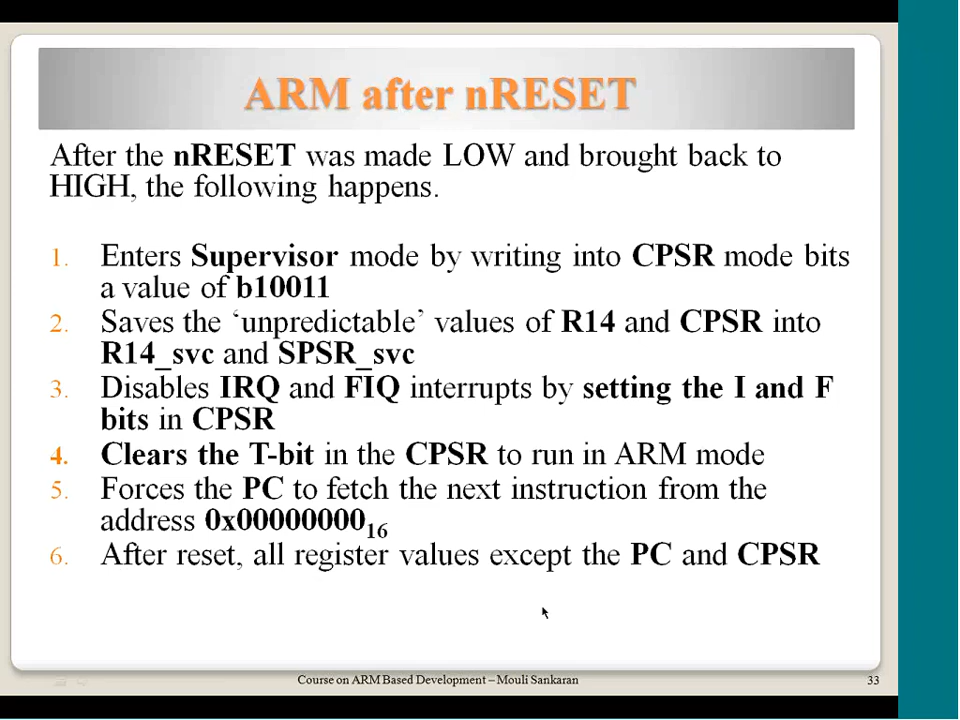 ARM after nRESET
After the nRESET was made LOW and brought back to
HIGH, the following happens.
1. Enters Supervisor mode by writing into CPSR mode bits
a value of b10011
2. Saves the ‘unpredictable’ values of R14 and CPSR into
R14_svc and SPSR_svc
3. Disables IRQ and FIQ interrupts by setting the I and F
bits in CPSR
4. Clears the T-bit in the CPSR to run in ARM mode
5. Forces the PC to fetch the next instruction from the
address 0x00000000₁₆
6. After reset, all register values except the PC and CPSR
Course on ARM Based Development – Mouli Sankaran 33